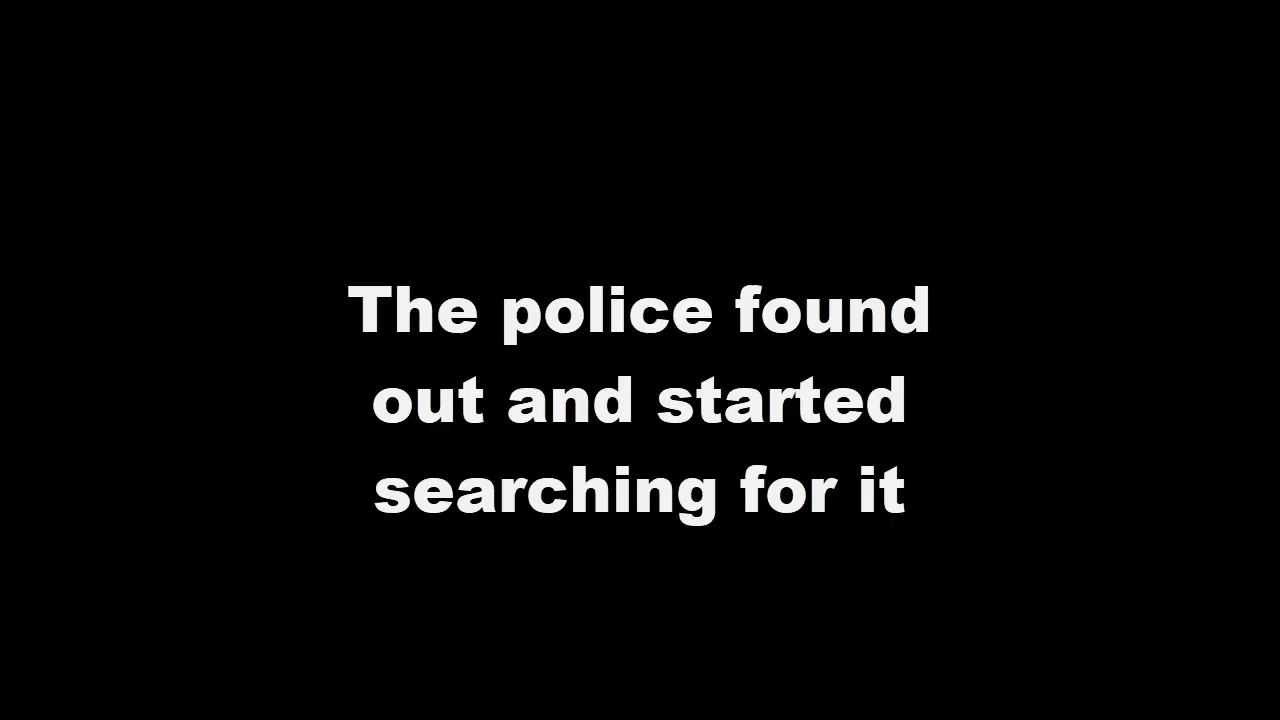 The police found
out and started
searching for it